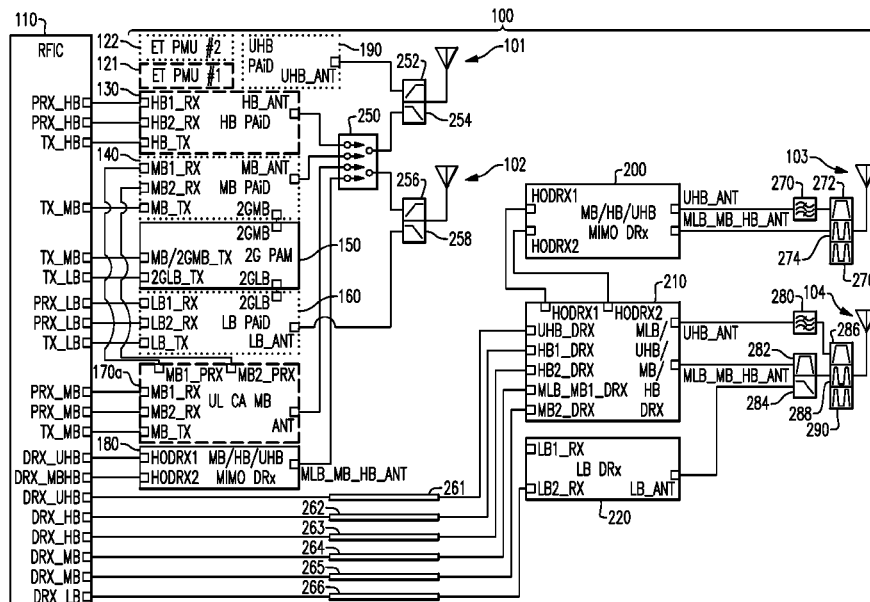 110
100
RFIC
122
ET PMU #2
121
ET PMU #1
UHB
PAiD
UHB_ANT
190
252
101
254
130
PRX_HB
HB1_RX
HB_ANT
PRX_HB
HB2_RX
HB PAiD
TX_HB
HB_TX
250
140
MB1_RX
MB_ANT
MB2_RX
MB PAiD
TX_MB
MB_TX
2GMB
102
256
258
2GMB
2G PAM
150
TX_MB
MB/2GMB_TX
TX_LB
2GLB_TX
2GLB
PRX_LB
LB1_RX
2GLB
160
PRX_LB
LB2_RX
LB PAiD
TX_LB
LB_TX
LB_ANT
170a
MB1_PRX
MB2_PRX
PRX_MB
MB1_RX
UL CA MB
PRX_MB
MB2_RX
ANT
TX_MB
MB_TX
180
DRX_UHB
HODRX1
MB/HB/UHB
DRX_MBHB
HODRX2
MIMO DRx
MLB_MB_HB_ANT
DRX_UHB
261
DRX_HB
262
DRX_HB
263
DRX_MB
264
DRX_MB
265
DRX_LB
266
200
HODRX1
MB/HB/UHB
MIMO DRx
HODRX2
UHB_ANT
MLB_MB_HB_ANT
270
272
103
274
276
210
HODRX1
HODRX2
UHB_DRX
MLB/
HB1_DRX
UHB/
HB2_DRX
MB/
MLB_MB1_DRX
HB
MB2_DRX
DRX
UHB_ANT
MLB_MB_HB_ANT
280
104
286
282
284
288
290
LB1_RX
LB DRx
LB2_RX
LB_ANT
220